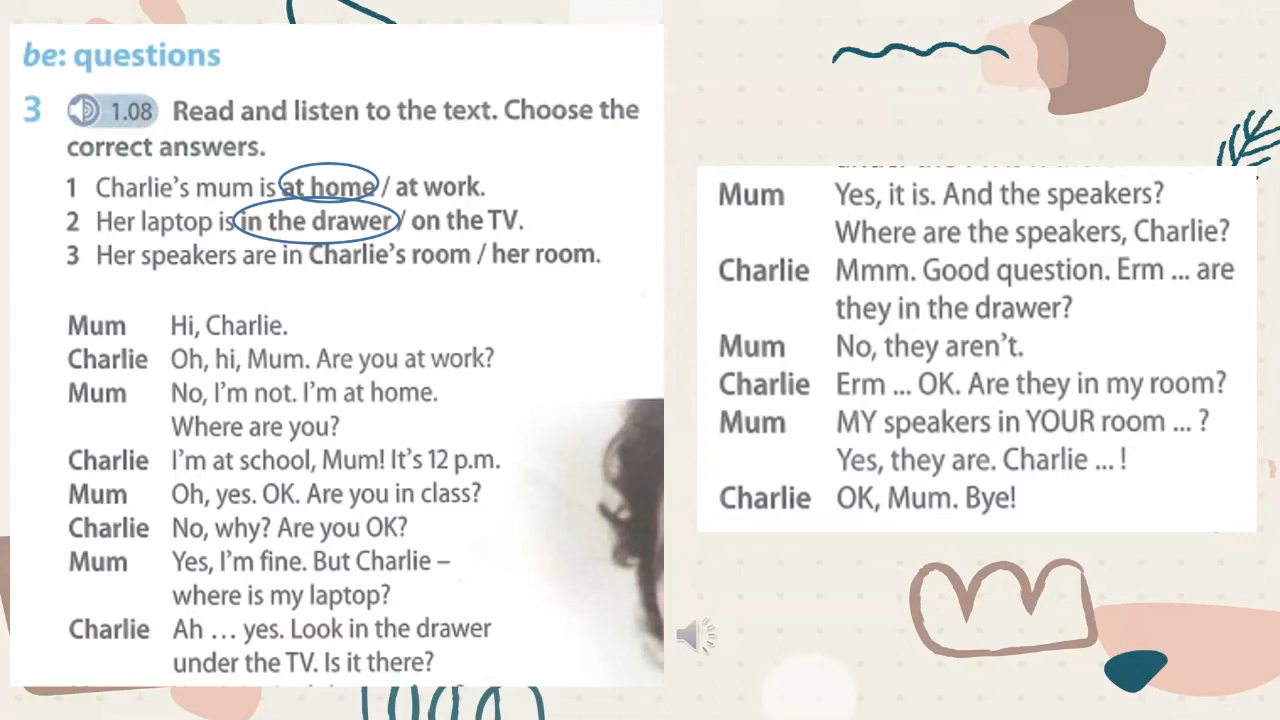 be: questions
3 1.08 Read and listen to the text. Choose the
correct answers.
1 Charlie's mum is at home / at work.
2 Her laptop is in the drawer / on the TV.
3 Her speakers are in Charlie's room / her room.
Mum Hi, Charlie.
Charlie Oh, hi, Mum. Are you at work?
Mum No, I'm not. I'm at home.
Where are you?
Charlie I'm at school, Mum! It's 12 p.m.
Mum Oh, yes. OK. Are you in class?
Charlie No, why? Are you OK?
Mum Yes, I'm fine. But Charlie –
where is my laptop?
Charlie Ah ... yes. Look in the drawer
under the TV. Is it there?
Mum Yes, it is. And the speakers?
Where are the speakers, Charlie?
Charlie Mmm. Good question. Erm ... are
they in the drawer?
Mum No, they aren't.
Charlie Erm ... OK. Are they in my room?
Mum MY speakers in YOUR room ... ?
Yes, they are. Charlie ... !
Charlie OK, Mum. Bye!